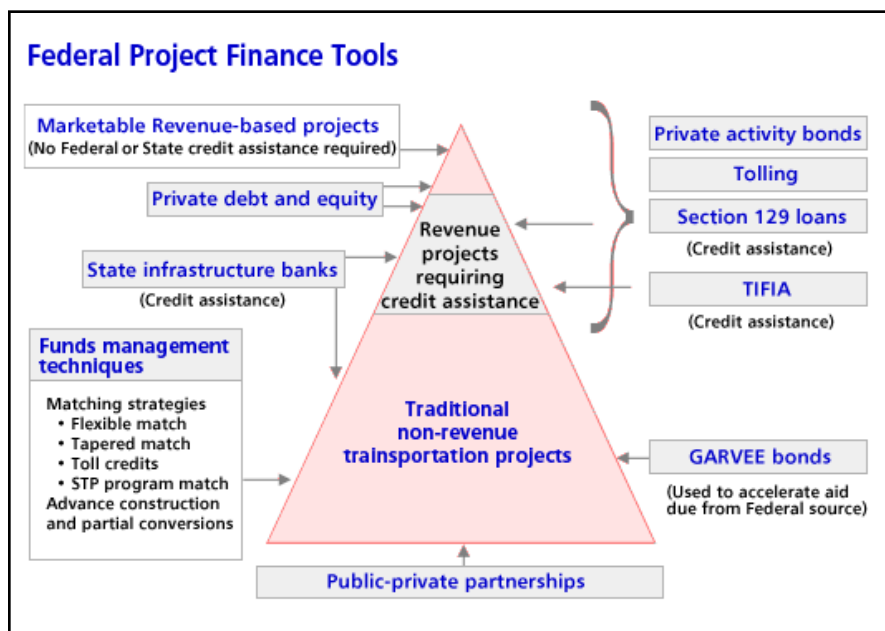 Federal Project Finance Tools
Marketable Revenue-based projects
(No Federal or State credit assistance required)
Private debt and equity
State infrastructure banks
(Credit assistance)
Funds management
techniques
Matching strategies
• Flexible match
• Tapered match
• Toll credits
• STP program match
Advance construction
and partial conversions
Revenue
projects
requiring
credit assistance
Traditional
non-revenue
trainsportation projects
Private activity bonds
Tolling
Section 129 loans
(Credit assistance)
TIFIA
(Credit assistance)
GARVEE bonds
(Used to accelerate aid
due from Federal source)
Public-private partnerships